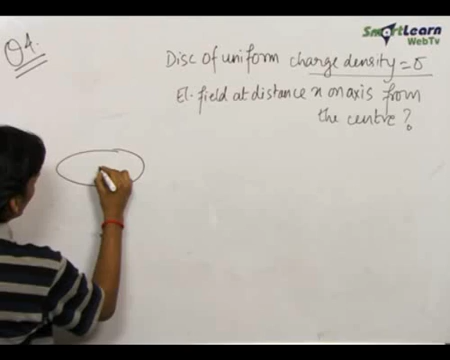 SmartLearn
WebTv
Q4.
Disc of uniform charge density = σ
El. field at distance x on axis from
the centre?